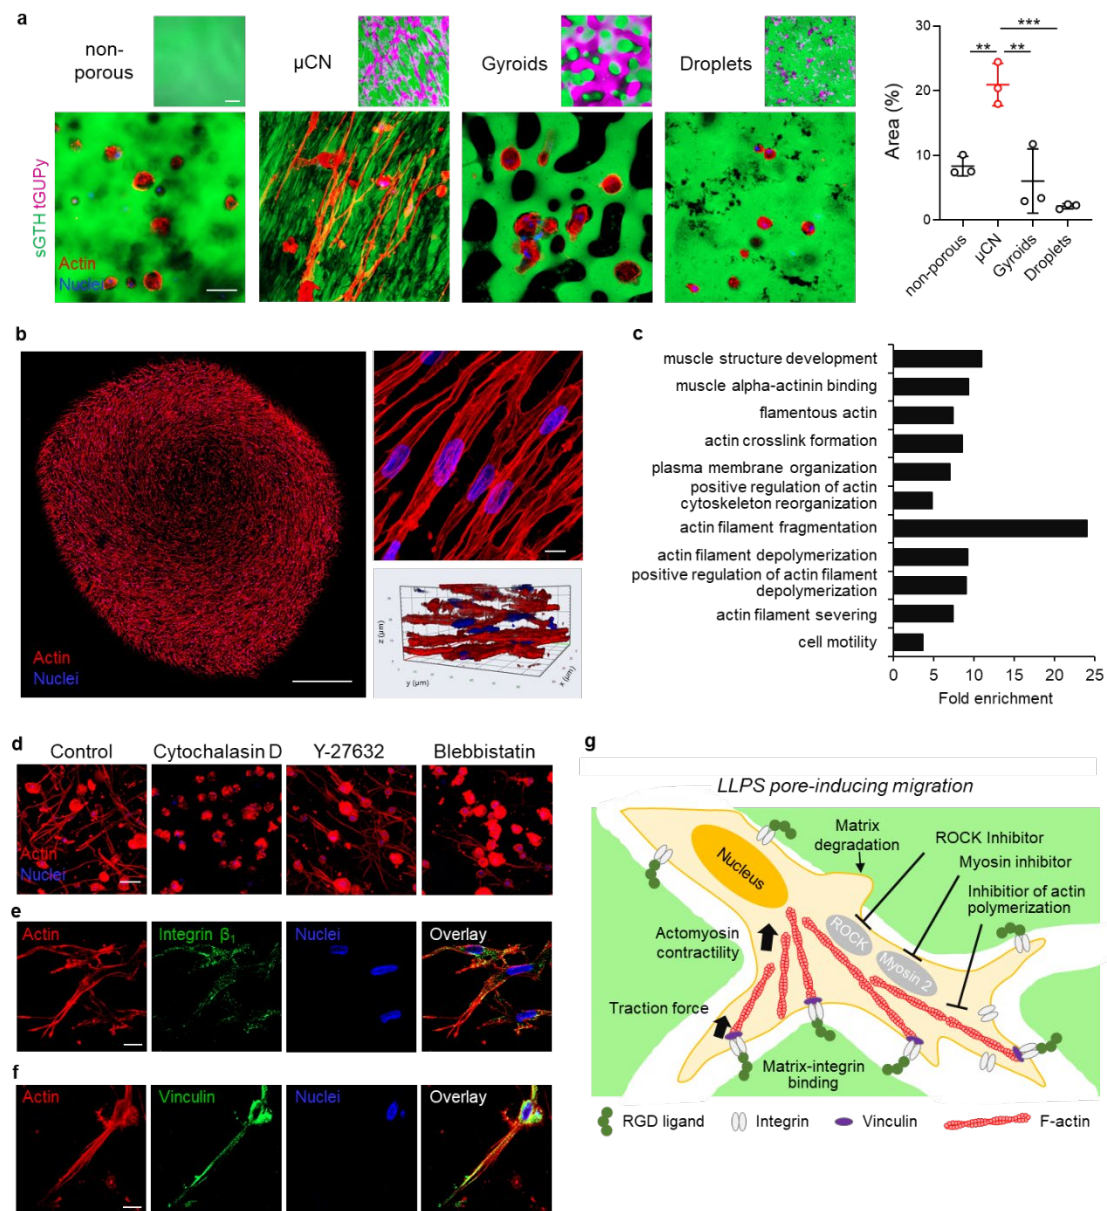 a
non-
porous
μCN
Gyroids
Droplets
sGTH tGUPy
Actin
Nuclei
Area (%)
30
20
10
0
** **
***
non-porous
μCN
Gyroids
Droplets
b
Actin
Nuclei
z (μm)
y (μm)
x (μm)
c
muscle structure development
muscle alpha-actinin binding
flamentous actin
actin crosslink formation
plasma membrane organization
positive regulation of actin
cytoskeleton reorganization
actin filament fragmentation
actin filament depolymerization
positive regulation of actin filament
depolymerization
actin filament severing
cell motility
0 5 10 15 20 25
Fold enrichment
d
Control
Cytochalasin D
Y-27632
Blebbistatin
Actin
Nuclei
e
Actin
Integrin β1
Nuclei
Overlay
f
Actin
Vinculin
Nuclei
Overlay
g
LLPS pore-inducing migration
Nucleus
Matrix
degradation
ROCK Inhibitor
Myosin inhibitor
Inhibitior of actin
polymerization
Actomyosin
contractility
ROCK
Myosin 2
Traction force
Matrix-integrin
binding
RGD ligand
Integrin
Vinculin
F-actin